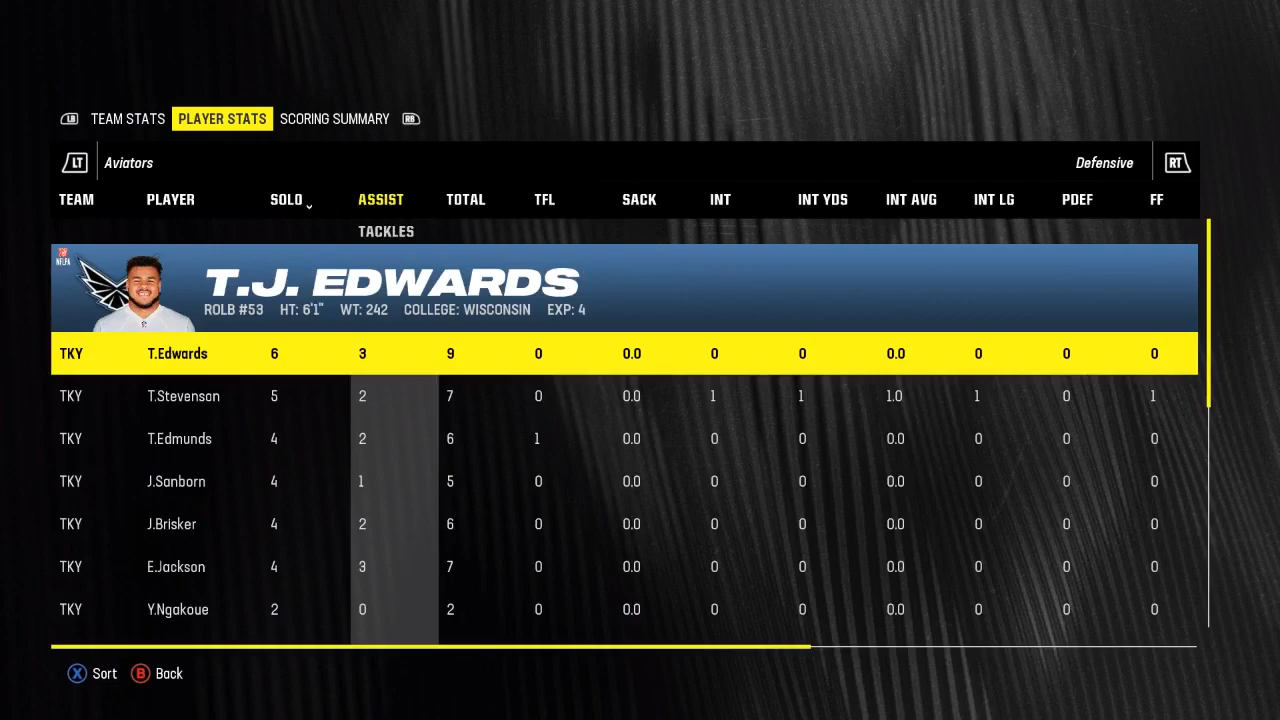 LB TEAM STATS PLAYER STATS SCORING SUMMARY RB
LT Aviators Defensive RT
TEAM PLAYER SOLO ASSIST TOTAL TFL SACK INT INT YDS INT AVG INT LG PDEF FF
TACKLES
NFLPA
T.J. EDWARDS
ROLB #53 HT: 6'1" WT: 242 COLLEGE: WISCONSIN EXP: 4
TKY T.Edwards 6 3 9 0 0.0 0 0 0.0 0 0 0
TKY T.Stevenson 5 2 7 0 0.0 1 1 1.0 1 0 1
TKY T.Edmunds 4 2 6 1 0.0 0 0 0.0 0 0 0
TKY J.Sanborn 4 1 5 0 0.0 0 0 0.0 0 0 0
TKY J.Brisker 4 2 6 0 0.0 0 0 0.0 0 0 0
TKY E.Jackson 4 3 7 0 0.0 0 0 0.0 0 0 0
TKY Y.Ngakoue 2 0 2 0 0.0 0 0 0.0 0 0 0
X Sort B Back